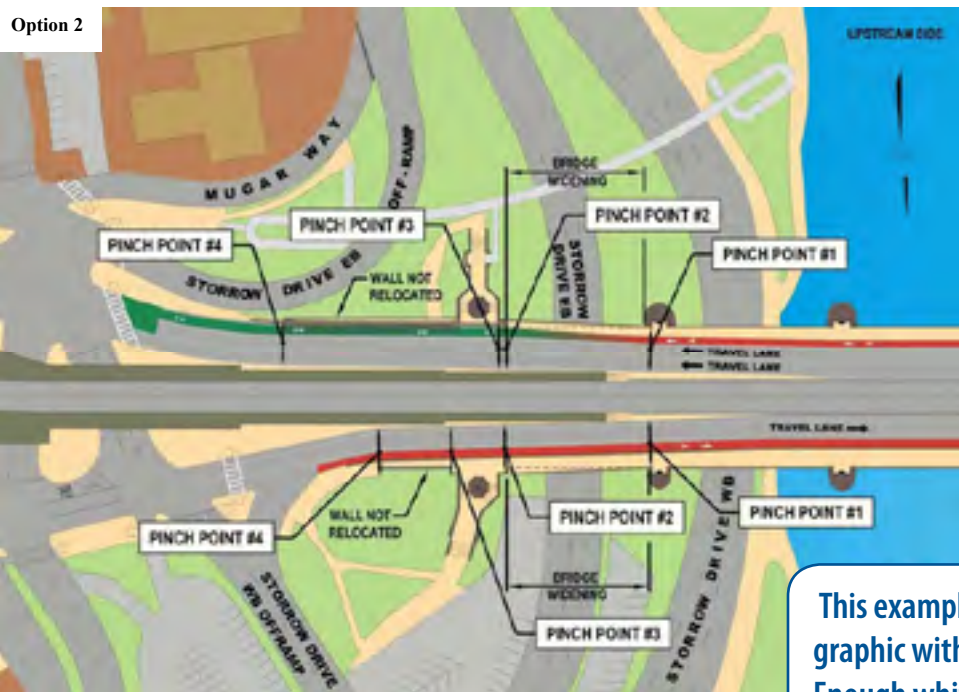 Option 2
UPSTREAM SIDE
MUGAR WAY
OFF-RAMP
BRIDGE
WIDENING
PINCH POINT #3
PINCH POINT #2
PINCH POINT #4
PINCH POINT #1
STORROW DRIVE EB
WALL NOT
RELOCATED
STORROW
DRIVE EB
TRAVEL LANE
TRAVEL LANE
TRAVEL LANE
PINCH POINT #4
WALL NOT
RELOCATED
PINCH POINT #2
PINCH POINT #1
STORROW DRIVE
WB OFFRAMP
BRIDGE
WIDENING
PINCH POINT #3
STORROW DRIVE WB
This exampl
graphic with
Enough whi